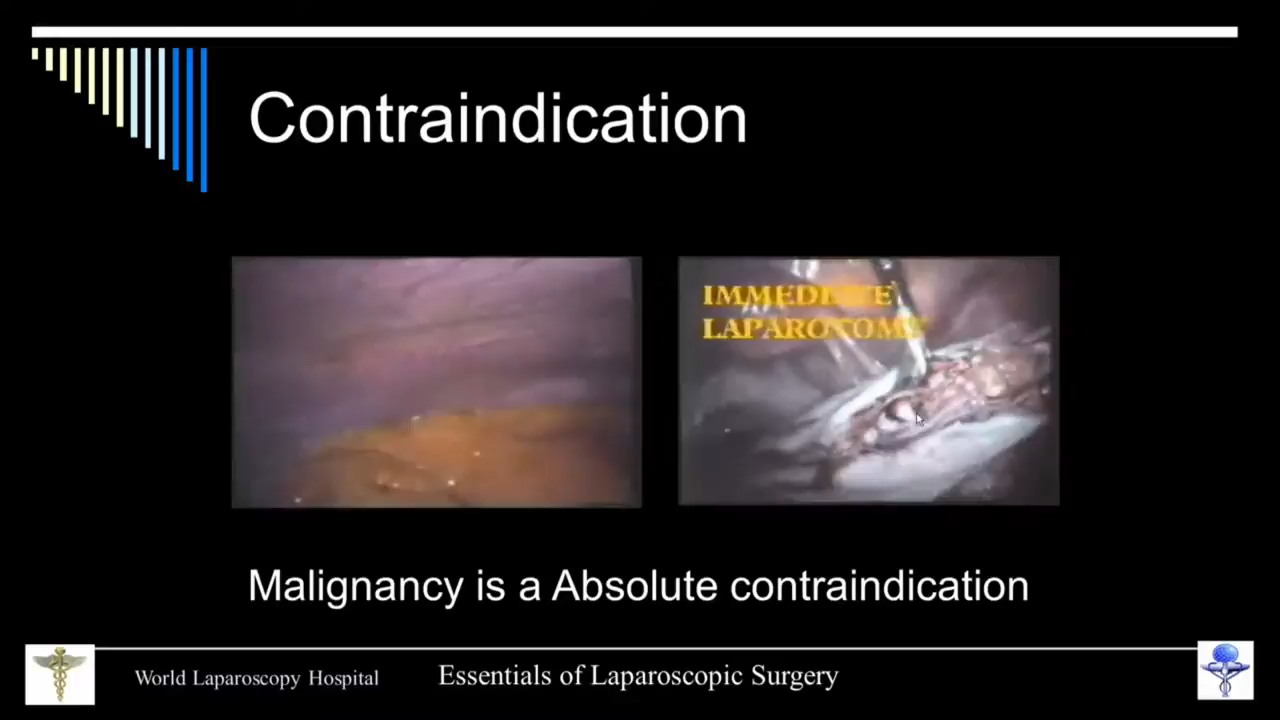 Contraindication
IMMEDIATE
LAPAROTOMY
Malignancy is a Absolute contraindication
World Laparoscopy Hospital
Essentials of Laparoscopic Surgery